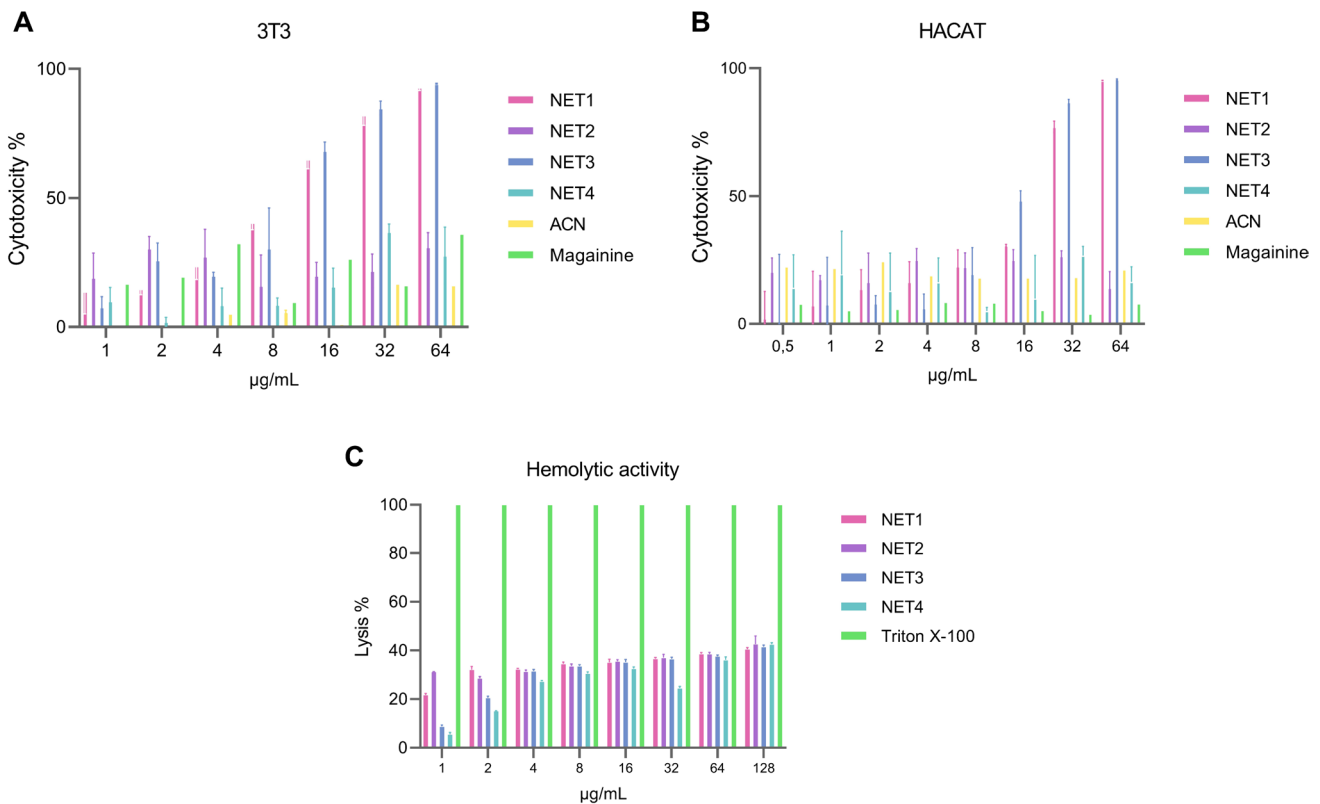 A
3T3
100
50
0
Cytotoxicity %
1 2 4 8 16 32 64
µg/mL
NET1
NET2
NET3
NET4
ACN
Magainine
B
HACAT
100
50
0
Cytotoxicity %
0,5 1 2 4 8 16 32 64
µg/mL
NET1
NET2
NET3
NET4
ACN
Magainine
C
Hemolytic activity
100
80
60
40
20
0
Lysis %
1 2 4 8 16 32 64 128
µg/mL
NET1
NET2
NET3
NET4
Triton X-100